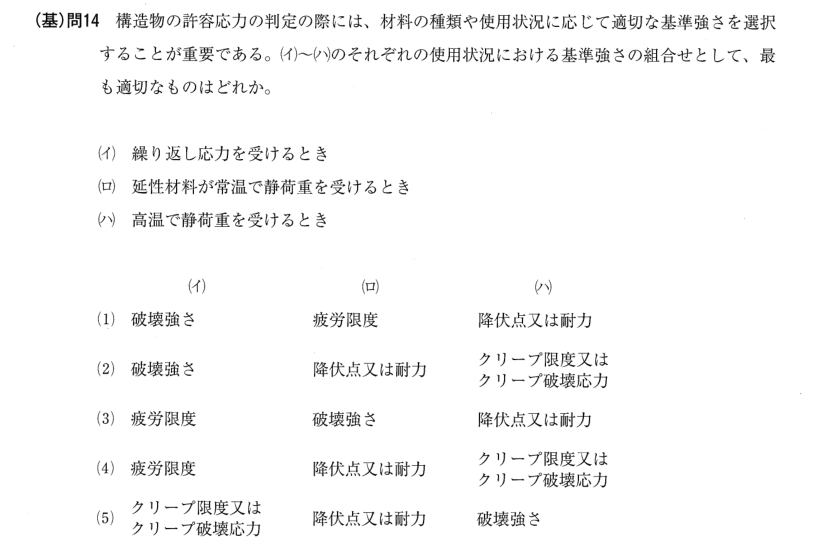 (基)問14 構造物の許容応力の判定の際には、材料の種類や使用状況に応じて適切な基準強さを選択
することが重要である。㈠(イ)~(ハ)のそれぞれの使用状況における基準強さの組合せとして、最
も適切なものはどれか。
(イ) 繰り返し応力を受けるとき
(ロ) 延性材料が常温で静荷重を受けるとき
(ハ) 高温で静荷重を受けるとき
(イ) (ロ) (ハ)
(1) 破壊強さ 疲労限度 降伏点又は耐力
(2) 破壊強さ 降伏点又は耐力 クリープ限度又は
クリープ破壊応力
(3) 疲労限度 破壊強さ 降伏点又は耐力
(4) 疲労限度 降伏点又は耐力 クリープ限度又は
クリープ破壊応力
(5) クリープ限度又は
クリープ破壊応力 降伏点又は耐力 破壊強さ